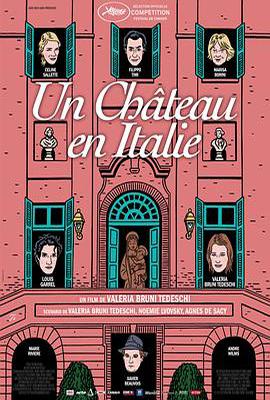 SÉLECTION OFFICIELLE
COMPETITION
FESTIVAL DE CANNES
CELINE
SALLETTE
FILIPPO
TIMI
MARISA
BORINI
Un Château
en Italie
LOUIS
GARREL
VALERIA
BRUNI TEDESCHI
UN FILM DE VALERIA BRUNI TEDESCHI
SCENARIO DE VALERIA BRUNI TEDESCHI, NOEMIE LVOVSKY, AGNES DE SACY
MARIE
RIVIERE
XAVIER
BEAUVOIS
ANDRE
WILMS